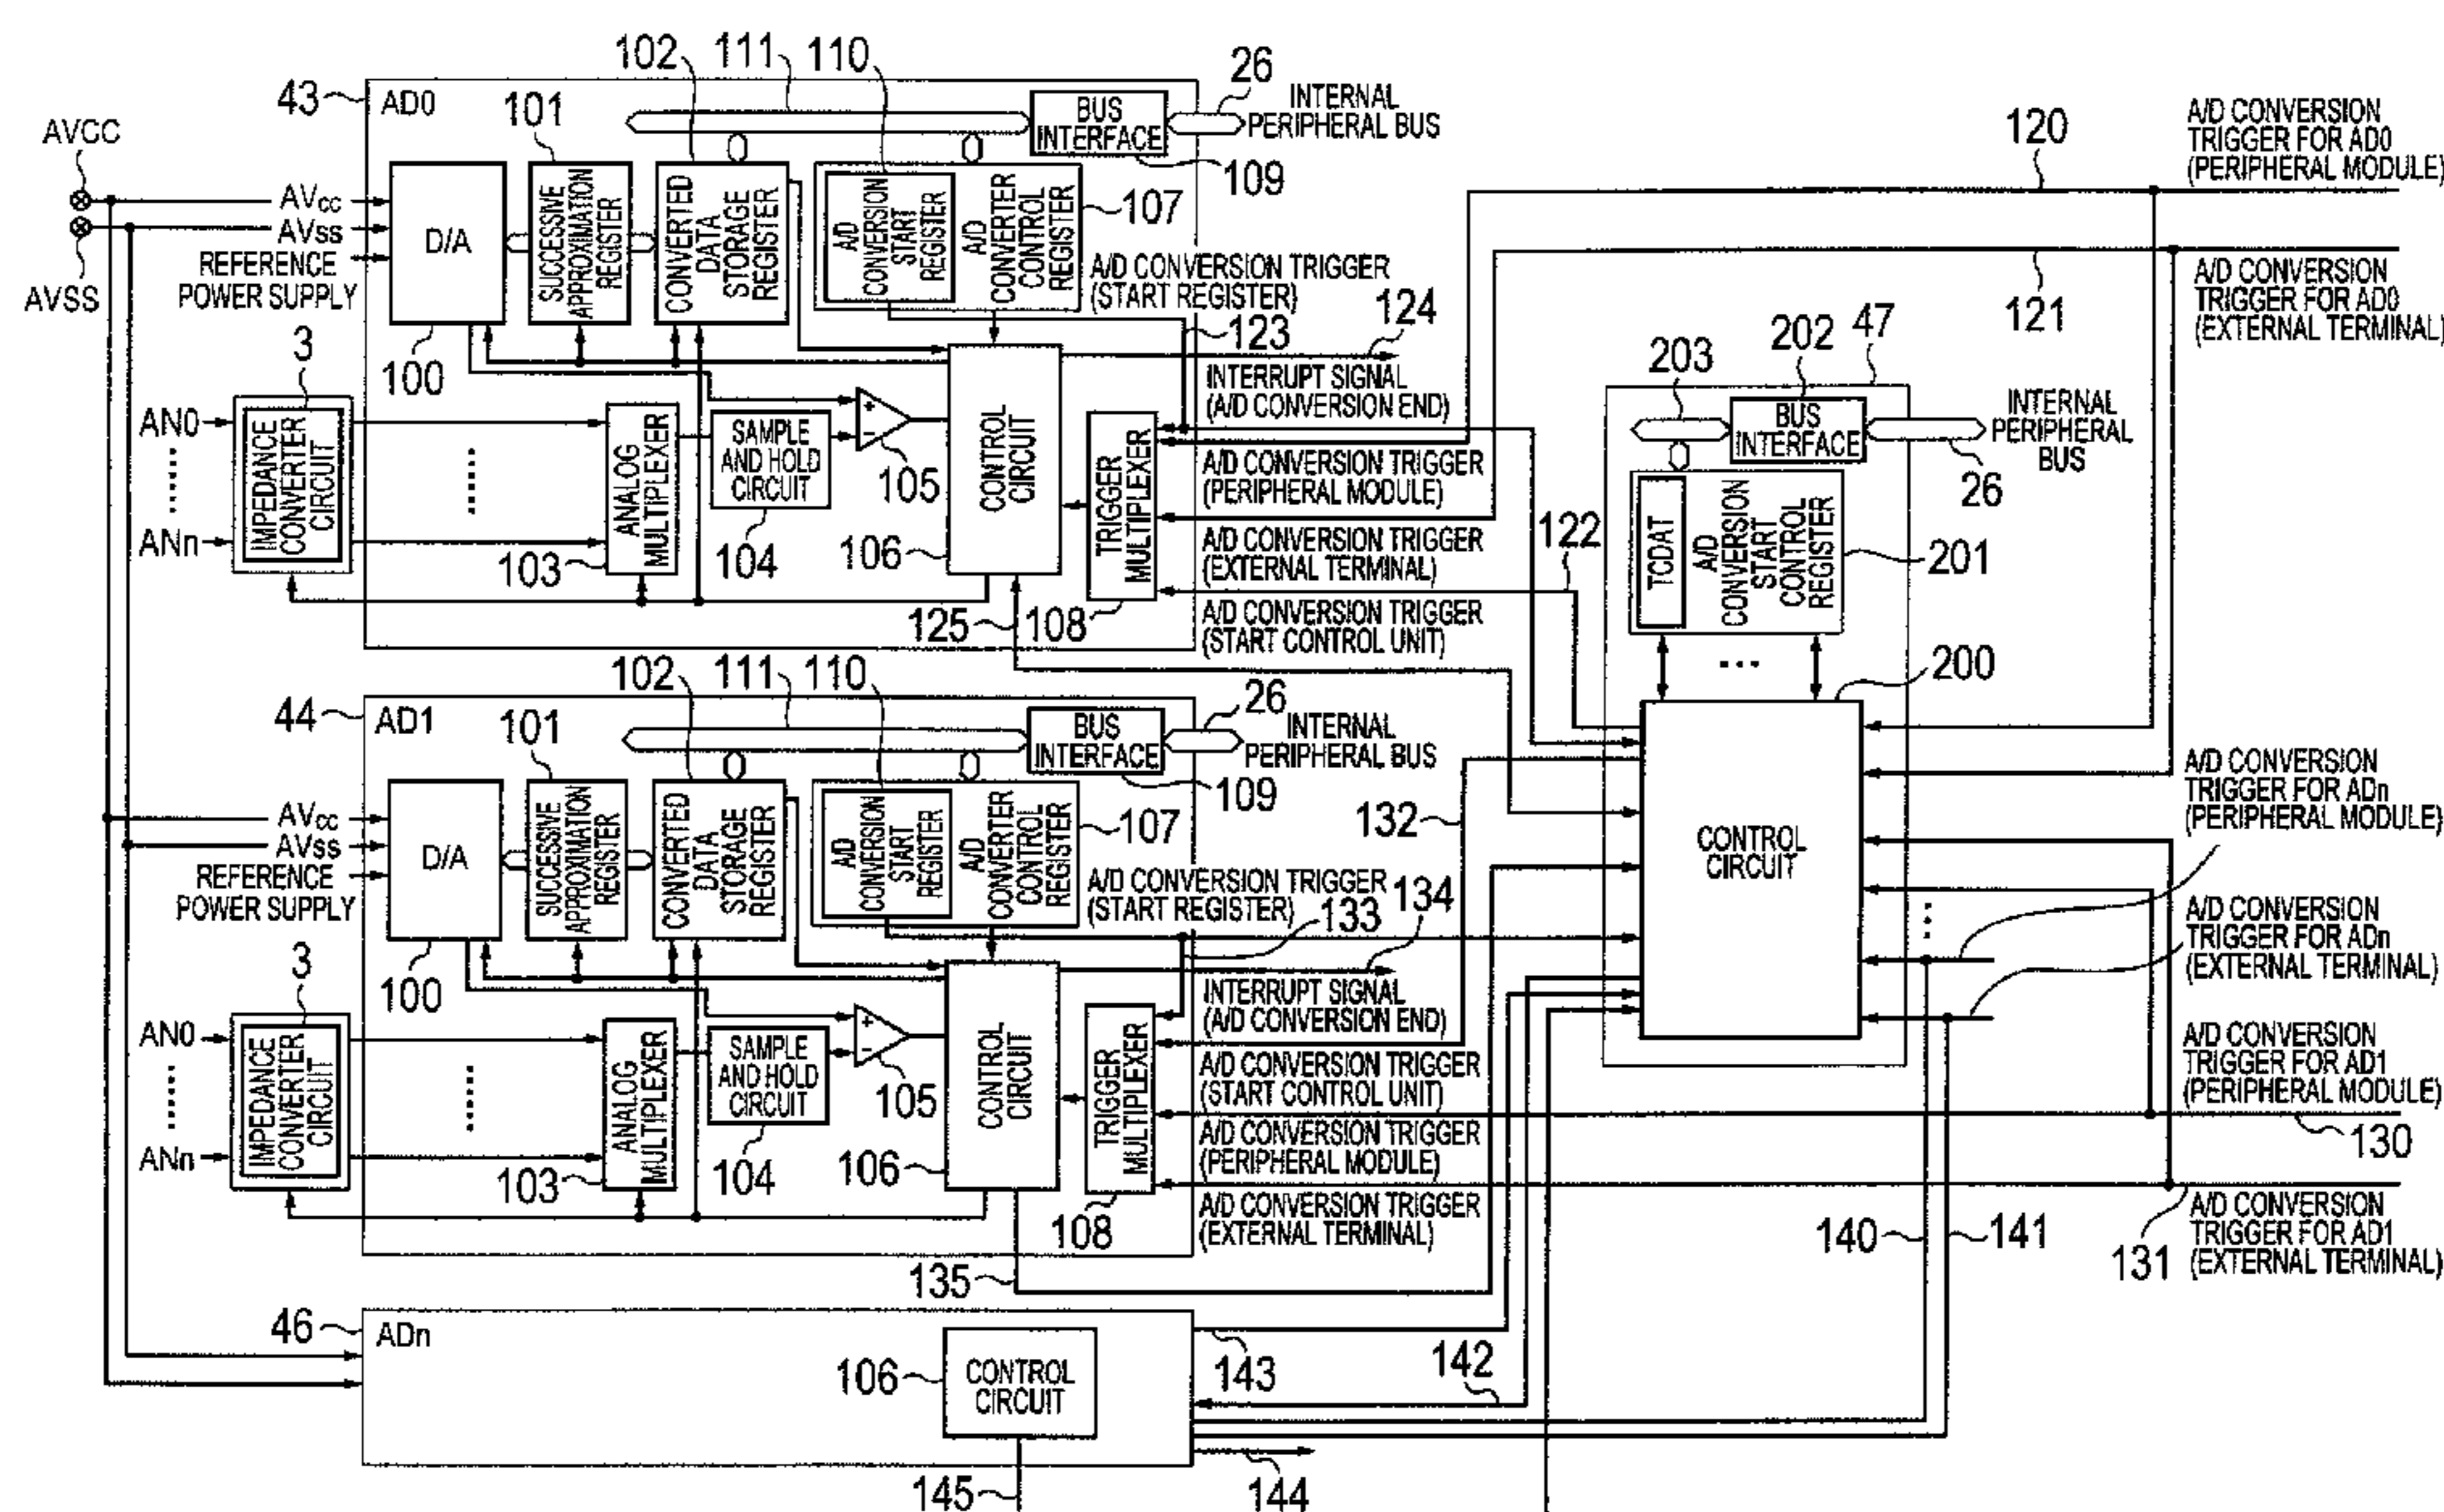 102
111
110
26
43
AD0
101
BUS
INTERFACE
INTERNAL
PERIPHERAL BUS
A/D CONVERSION
TRIGGER FOR AD0
(PERIPHERAL MODULE)
120
AVCC
109
AVcc
AVss
REFERENCE
POWER SUPPLY
AVSS
D/A
SUCCESSIVE
APPROXIMATION
REGISTER
CONVERTED
DATA
STORAGE
REGISTER
A/D
CONVERSION
START
REGISTER
A/D
CONVERTER
CONTROL
REGISTER
107
A/D CONVERSION TRIGGER
(START REGISTER)
121
A/D CONVERSION
TRIGGER FOR AD0
(EXTERNAL TERMINAL)
3
100
123
124
INTERRUPT SIGNAL
(A/D CONVERSION END)
203
202
47
BUS
INTERFACE
INTERNAL
PERIPHERAL
BUS
26
AN0
ANn
IMPEDANCE
CONVERTER
CIRCUIT
ANALOG
MULTIPLEXER
103
SAMPLE
AND HOLD
CIRCUIT
104
+
-
105
CONTROL
CIRCUIT
106
TRIGGER
MULTIPLEXER
108
A/D CONVERSION TRIGGER
(PERIPHERAL MODULE)
A/D CONVERSION TRIGGER
(EXTERNAL TERMINAL)
122
A/D CONVERSION TRIGGER
(START CONTROL UNIT)
125
TCDAT
A/D
CONVERSION
START
CONTROL
REGISTER
201
200
CONTROL
CIRCUIT
102
111
110
26
44
AD1
101
BUS
INTERFACE
INTERNAL
PERIPHERAL BUS
109
AVcc
AVss
REFERENCE
POWER SUPPLY
D/A
SUCCESSIVE
APPROXIMATION
REGISTER
CONVERTED
DATA
STORAGE
REGISTER
A/D
CONVERSION
START
REGISTER
A/D
CONVERTER
CONTROL
REGISTER
107
132
A/D CONVERSION TRIGGER
(START REGISTER)
133
134
A/D CONVERSION
TRIGGER FOR ADn
(PERIPHERAL MODULE)
A/D CONVERSION
TRIGGER FOR ADn
(EXTERNAL TERMINAL)
3
100
INTERRUPT SIGNAL
(A/D CONVERSION END)
AN0
ANn
IMPEDANCE
CONVERTER
CIRCUIT
ANALOG
MULTIPLEXER
103
SAMPLE
AND HOLD
CIRCUIT
104
+
-
105
CONTROL
CIRCUIT
106
TRIGGER
MULTIPLEXER
108
A/D CONVERSION TRIGGER
(START CONTROL UNIT)
A/D CONVERSION TRIGGER
(PERIPHERAL MODULE)
A/D CONVERSION TRIGGER
(EXTERNAL TERMINAL)
A/D CONVERSION
TRIGGER FOR AD1
(PERIPHERAL MODULE)
130
140
141
131
A/D CONVERSION
TRIGGER FOR AD1
(EXTERNAL TERMINAL)
135
46
ADn
106
CONTROL
CIRCUIT
143
142
145
144